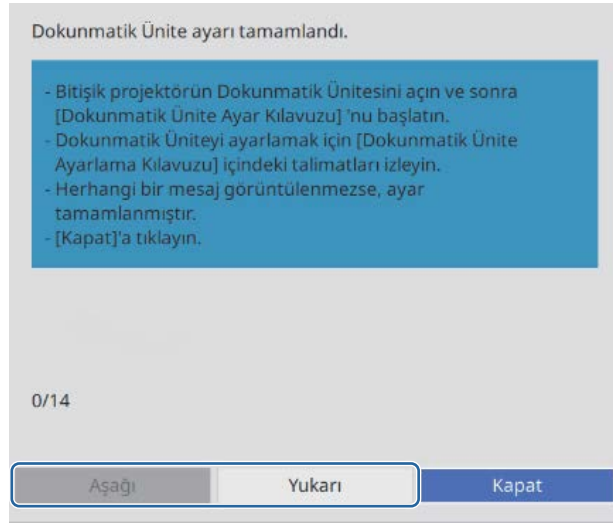 Dokunmatik Ünite ayarı tamamlandı.
- Bitişik projektörün Dokunmatik Ünitesini açın ve sonra
[Dokunmatik Ünite Ayar Kılavuzu] 'nu başlatın.
- Dokunmatik Üniteyi ayarlamak için [Dokunmatik Ünite
Ayarlama Kılavuzu] içindeki talimatları izleyin.
- Herhangi bir mesaj görüntülenmezse, ayar
tamamlanmıştır.
- [Kapat]'a tıklayın.
0/14
Aşağı Yukarı Kapat